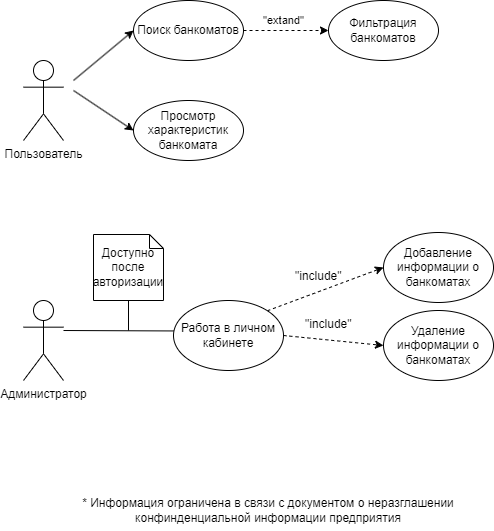 Поиск банкоматов
"extand"
Фильтрация
банкоматов
Просмотр
характеристик
банкомата
Пользователь
Доступно
после
авторизации
Добавление
информации о
банкоматах
"include"
Работа в личном
кабинете
"include"
Удаление
информации о
банкоматах
Администратор
* Информация ограничена в связи с документом о неразглашении
конфинденциальной информации предприятия